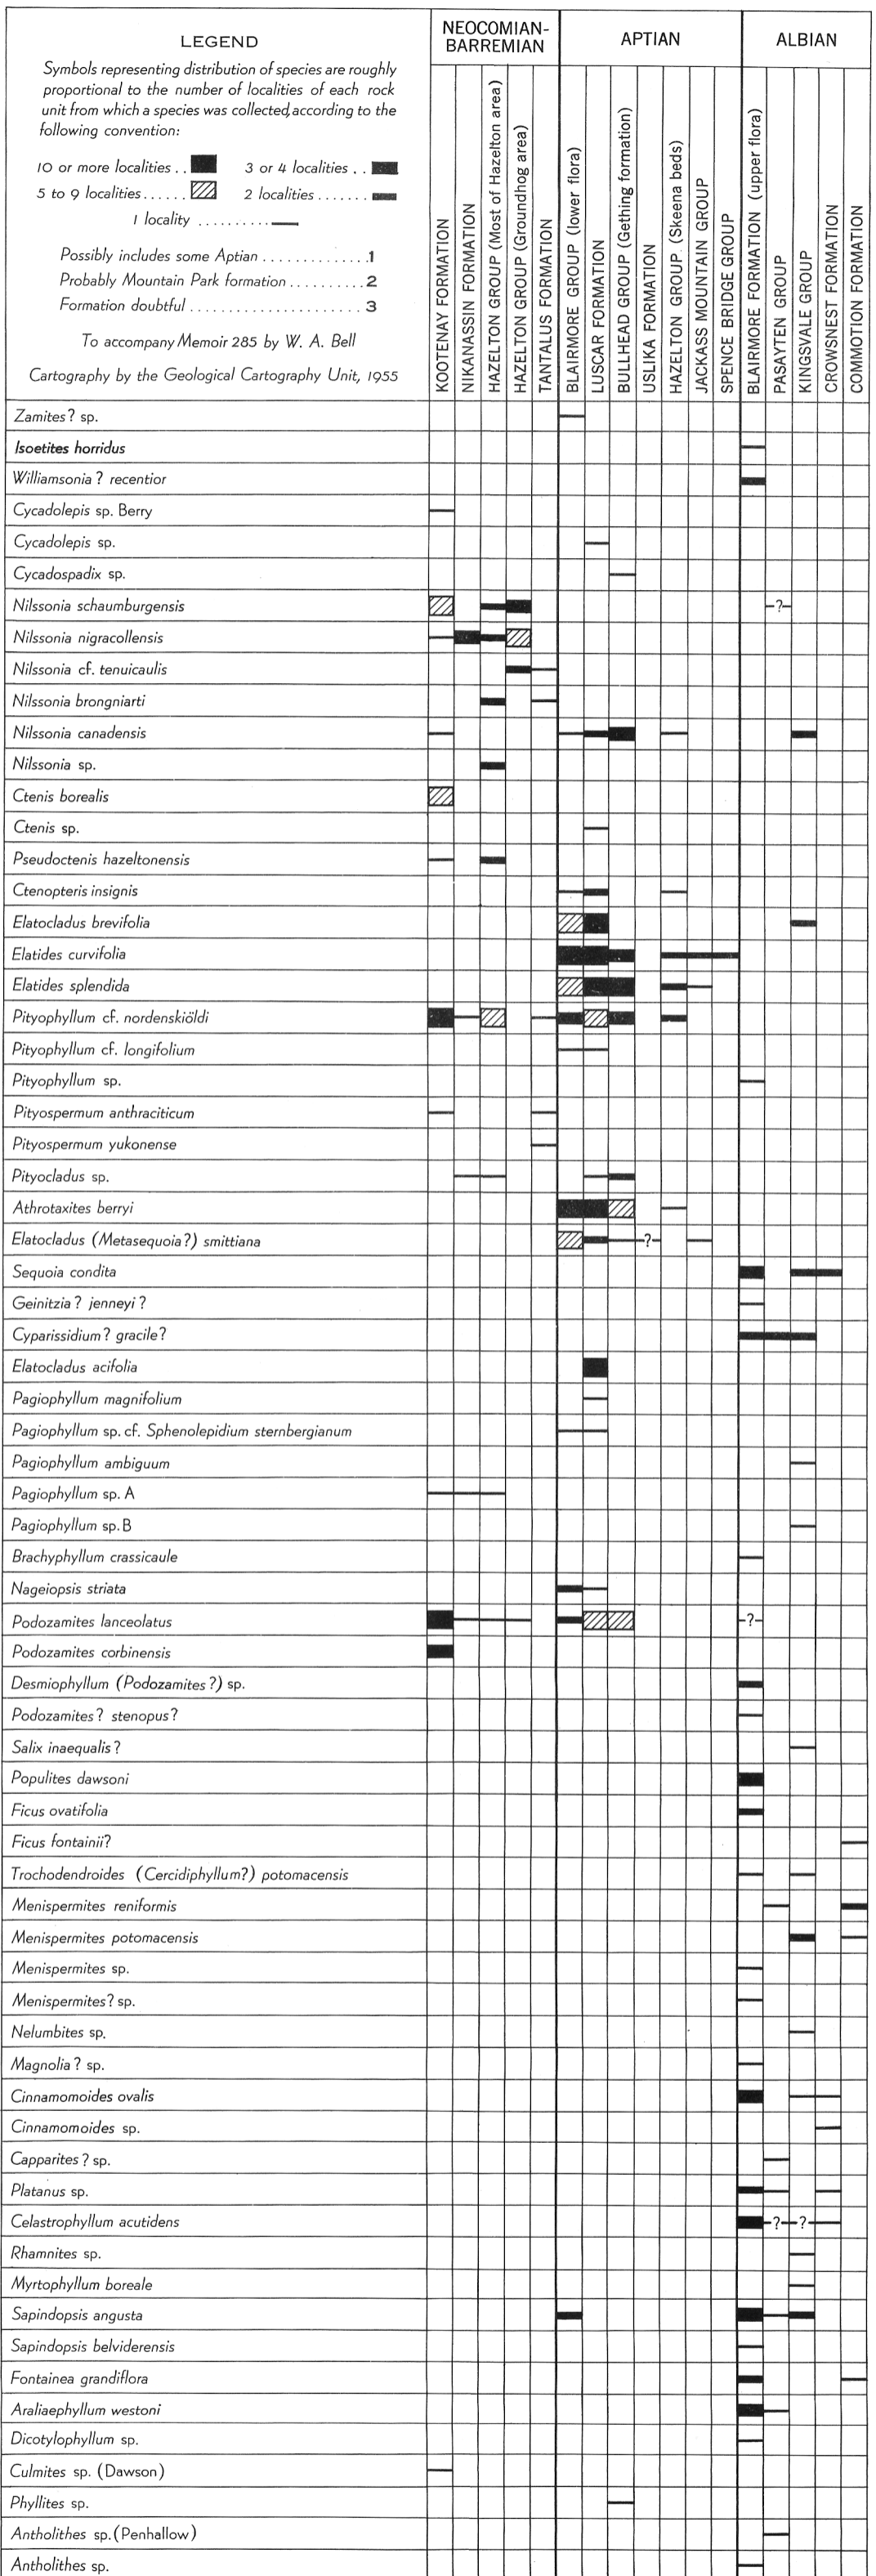 LEGEND
Symbols representing distribution of species are roughly
proportional to the number of localities of each rock
unit from which a species was collected, according to the
following convention:
10 or more localities . .
3 or 4 localities . .
5 to 9 localities......
2 localities .......
1 locality ..........
Possibly includes some Aptian .............1
Probably Mountain Park formation ..........2
Formation doubtful .......................3
To accompany Memoir 285 by W. A. Bell
Cartography by the Geological Cartography Unit, 1955
NEOCOMIAN-
BARREMIAN
APTIAN
ALBIAN
KOOTENAY FORMATION
NIKANASSIN FORMATION
HAZELTON GROUP (Most of Hazelton area)
HAZELTON GROUP (Groundhog area)
TANTALUS FORMATION
BLAIRMORE GROUP (lower flora)
LUSCAR FORMATION
BULLHEAD GROUP (Gething formation)
USLIKA FORMATION
HAZELTON GROUP. (Skeena beds)
JACKASS MOUNTAIN GROUP
SPENCE BRIDGE GROUP
BLAIRMORE FORMATION (upper flora)
PASAYTEN GROUP
KINGSVALE GROUP
CROWSNEST FORMATION
COMMOTION FORMATION
Zamites? sp.
Isoetites horridus
Williamsonia? recentior
Cycadolepis sp. Berry
Cycadolepis sp.
Cycadospadix sp.
Nilssonia schaumburgensis
?
Nilssonia nigracollensis
Nilssonia cf. tenuicaulis
Nilssonia brongniarti
Nilssonia canadensis
Nilssonia sp.
Ctenis borealis
Ctenis sp.
Pseudoctenis hazeltonensis
Ctenopteris insignis
Elatocladus brevifolia
Elatides curvifolia
Elatides splendida
Pityophyllum cf. nordenskiöldi
Pityophyllum cf. longifolium
Pityophyllum sp.
Pityospermum anthraciticum
Pityospermum yukonense
Pityocladus sp.
Athrotaxites berryi
Elatocladus (Metasequoia?) smittiana
?
Sequoia condita
Geinitzia? jenneyi?
Cyparissidium? gracile?
Elatocladus acifolia
Pagiophyllum magnifolium
Pagiophyllum sp. cf. Sphenolepidium sternbergianum
Pagiophyllum ambiguum
Pagiophyllum sp. A
Pagiophyllum sp. B
Brachyphyllum crassicaule
Nageiopsis striata
Podozamites lanceolatus
?
Podozamites corbinensis
Desmiophyllum (Podozamites?) sp.
Podozamites? stenopus?
Salix inaequalis?
Populites dawsoni
Ficus ovatifolia
Ficus fontainii?
Trochodendroides (Cercidiphyllum?) potomacensis
Menispermites reniformis
Menispermites potomacensis
Menispermites sp.
Menispermites? sp.
Nelumbites sp.
Magnolia? sp.
Cinnamomoides ovalis
Cinnamomoides sp.
Capparites? sp.
Platanus sp.
Celastrophyllum acutidens
? ?
Rhamnites sp.
Myrtophyllum boreale
Sapindopsis angusta
Sapindopsis belviderensis
Fontainea grandiflora
Araliaephyllum westoni
Dicotylophyllum sp.
Culmites sp. (Dawson)
Phyllites sp.
Antholithes sp. (Penhallow)
Antholithes sp.